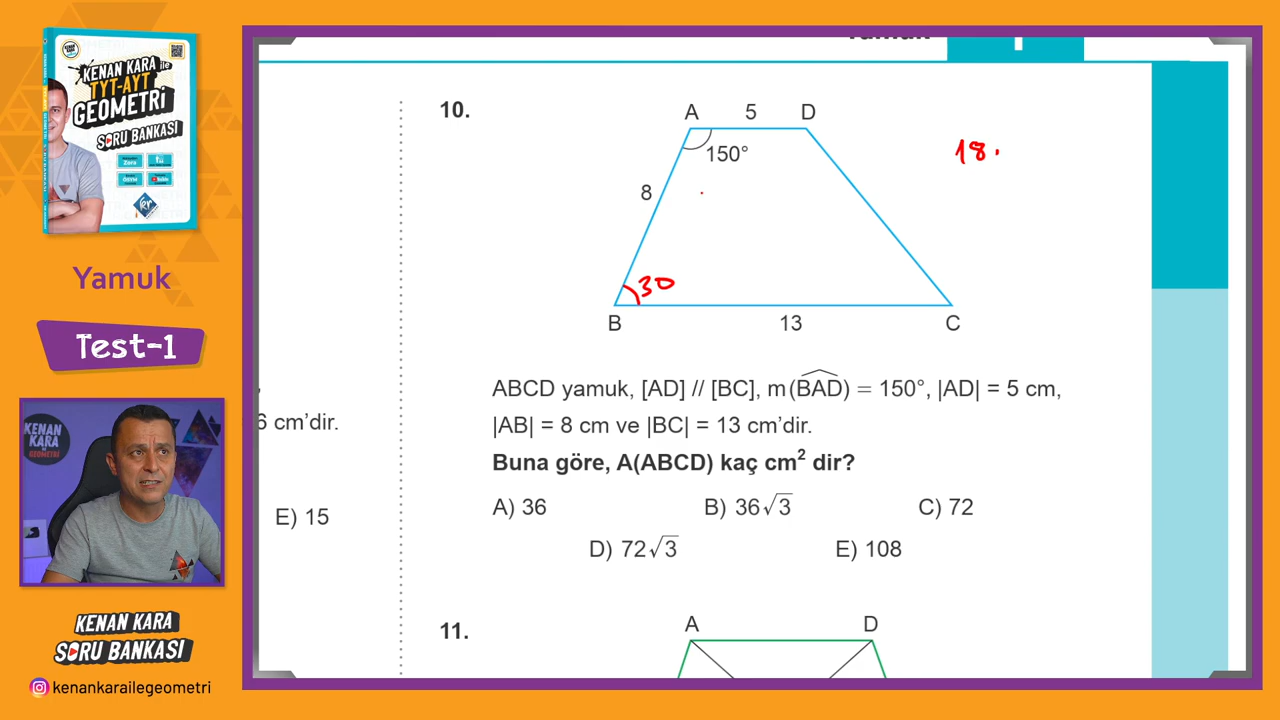 KENAN KARA ile
TYT-AYT
GEOMETRİ
SORU BANKASI
Yamuk
Test-1
KENAN
KARA
ile
GEOMETRİ
KENAN KARA
SORU BANKASI
kenankarailegeometri
6 cm'dir.
E) 15
10.
A 5 D
150°
18.
8
30
B 13 C
ABCD yamuk, [AD] // [BC], m(BAD) = 150°, |AD| = 5 cm,
|AB| = 8 cm ve |BC| = 13 cm'dir.
Buna göre, A(ABCD) kaç cm² dir?
A) 36 B) 36√3 C) 72
D) 72√3 E) 108
11.
A D